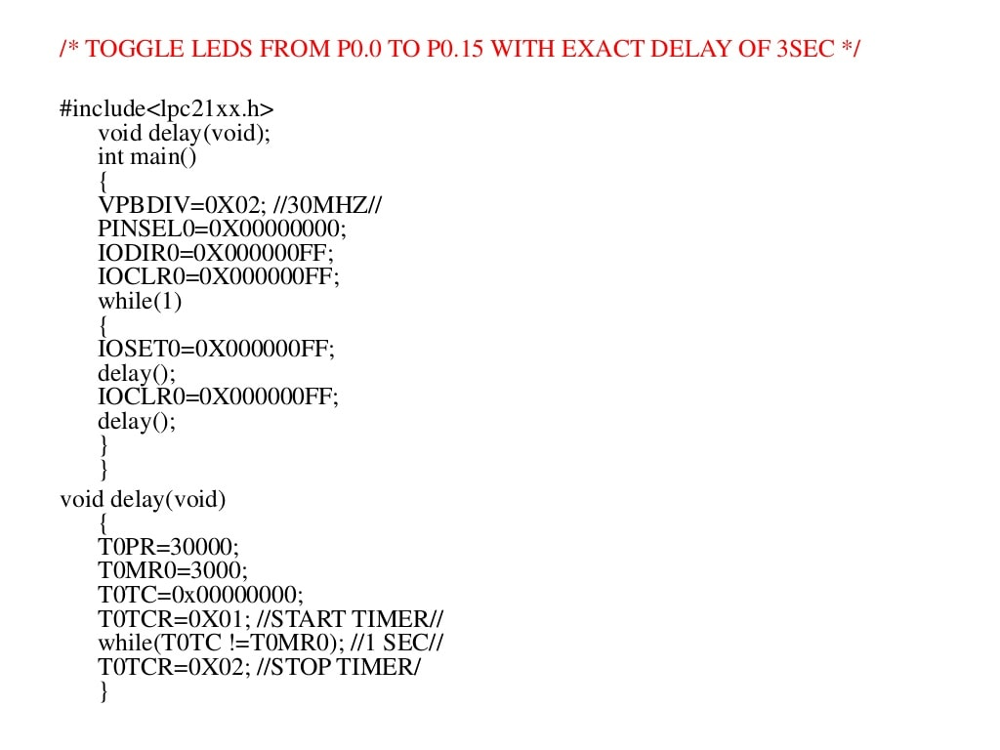 /* TOGGLE LEDS FROM P0.0 TO P0.15 WITH EXACT DELAY OF 3SEC */
#include<lpc21xx.h>
void delay(void);
int main()
{
VPBDIV=0X02; //30MHZ//
PINSEL0=0X00000000;
IODIR0=0X000000FF;
IOCLR0=0X000000FF;
while(1)
{
IOSET0=0X000000FF;
delay();
IOCLR0=0X000000FF;
delay();
}
}
void delay(void)
{
T0PR=30000;
T0MR0=3000;
T0TC=0x00000000;
T0TCR=0X01; //START TIMER//
while(T0TC !=T0MR0); //1 SEC//
T0TCR=0X02; //STOP TIMER/
}